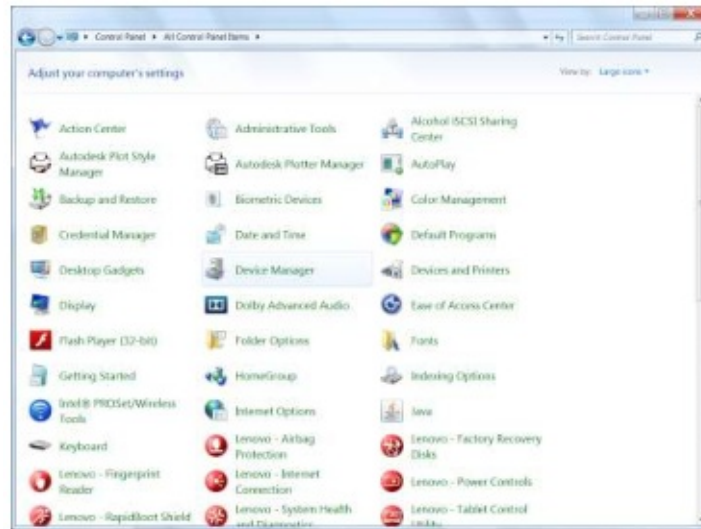 Control Panel ▸ All Control Panel Items ▸
Search Control Panel
Adjust your computer's settings
View by: Large icons
Action Center
Administrative Tools
Alcohol iSCSI Sharing
Center
Autodesk Plot Style
Manager
Autodesk Plotter Manager
AutoPlay
Backup and Restore
Biometric Devices
Color Management
Credential Manager
Date and Time
Default Programs
Desktop Gadgets
Device Manager
Devices and Printers
Display
Dolby Advanced Audio
Ease of Access Center
Flash Player (32-bit)
Folder Options
Fonts
Getting Started
HomeGroup
Indexing Options
Intel® PROSet/Wireless
Tools
Internet Options
Java
Keyboard
Lenovo - Airbag
Protection
Lenovo - Factory Recovery
Disks
Lenovo - Fingerprint
Reader
Lenovo - Internet
Connection
Lenovo - Power Controls
Lenovo - RapidBoot Shield
Lenovo - System Health
and Diagnostics
Lenovo - Tablet Control
Utility